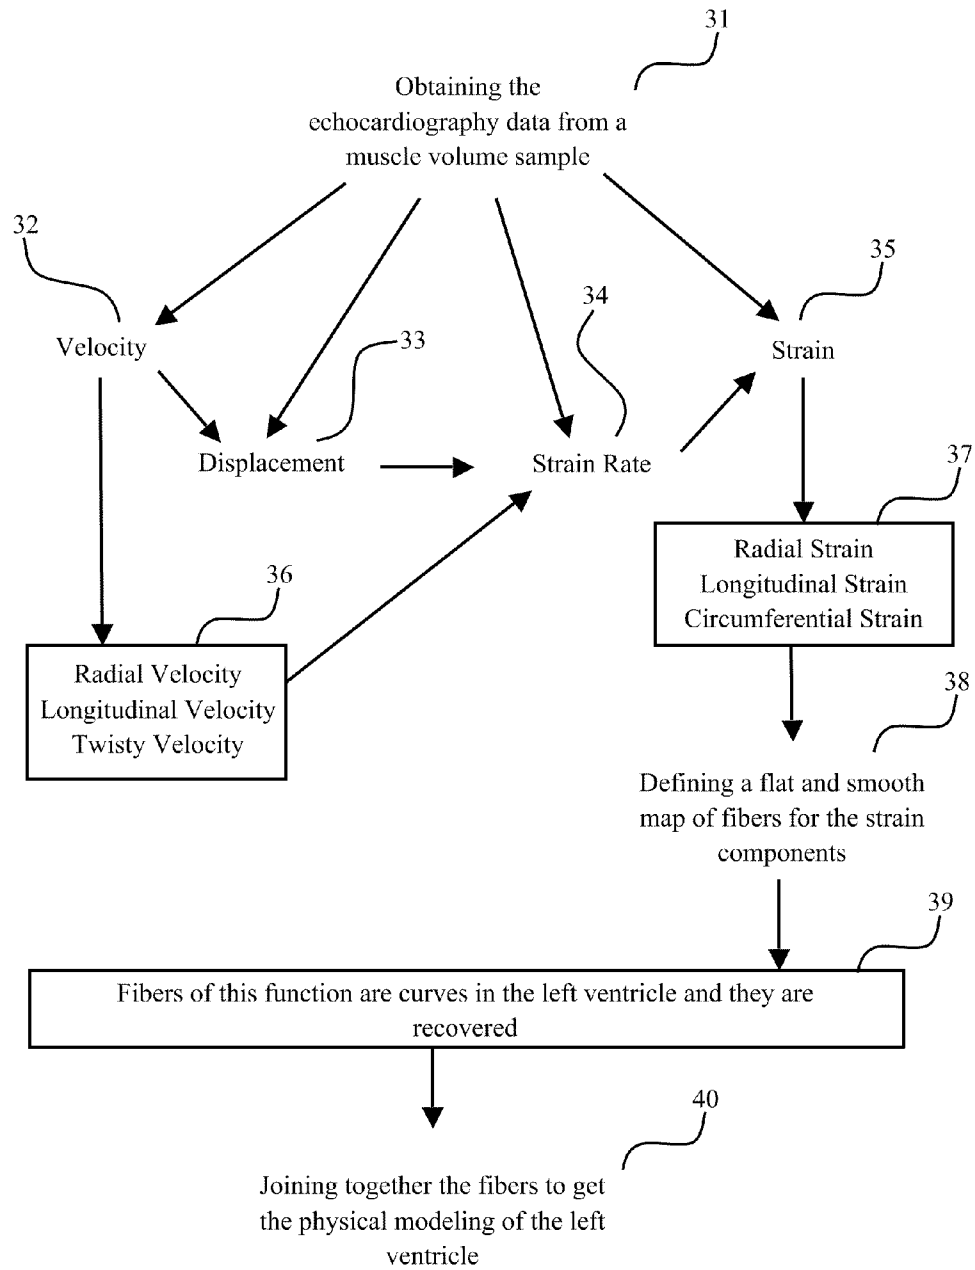 31
Obtaining the
echocardiography data from a
muscle volume sample
32
35
34
33
Velocity
Strain
Displacement
Strain Rate
37
Radial Strain
Longitudinal Strain
Circumferential Strain
36
Radial Velocity
Longitudinal Velocity
Twisty Velocity
38
Defining a flat and smooth
map of fibers for the strain
components
39
Fibers of this function are curves in the left ventricle and they are
recovered
40
Joining together the fibers to get
the physical modeling of the left
ventricle